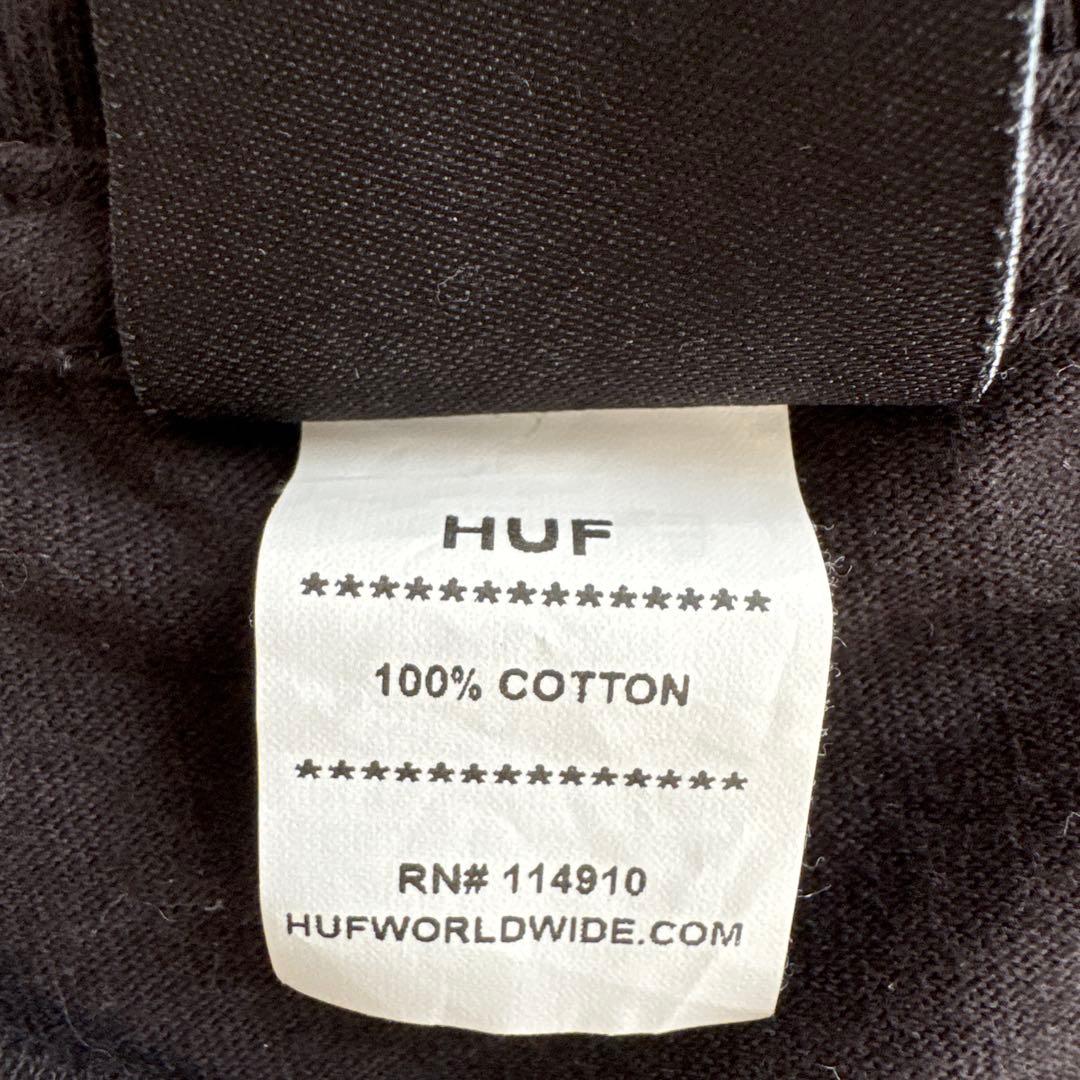 HUF
**************
100% COTTON
**************
RN# 114910
HUFWORLDWIDE.COM